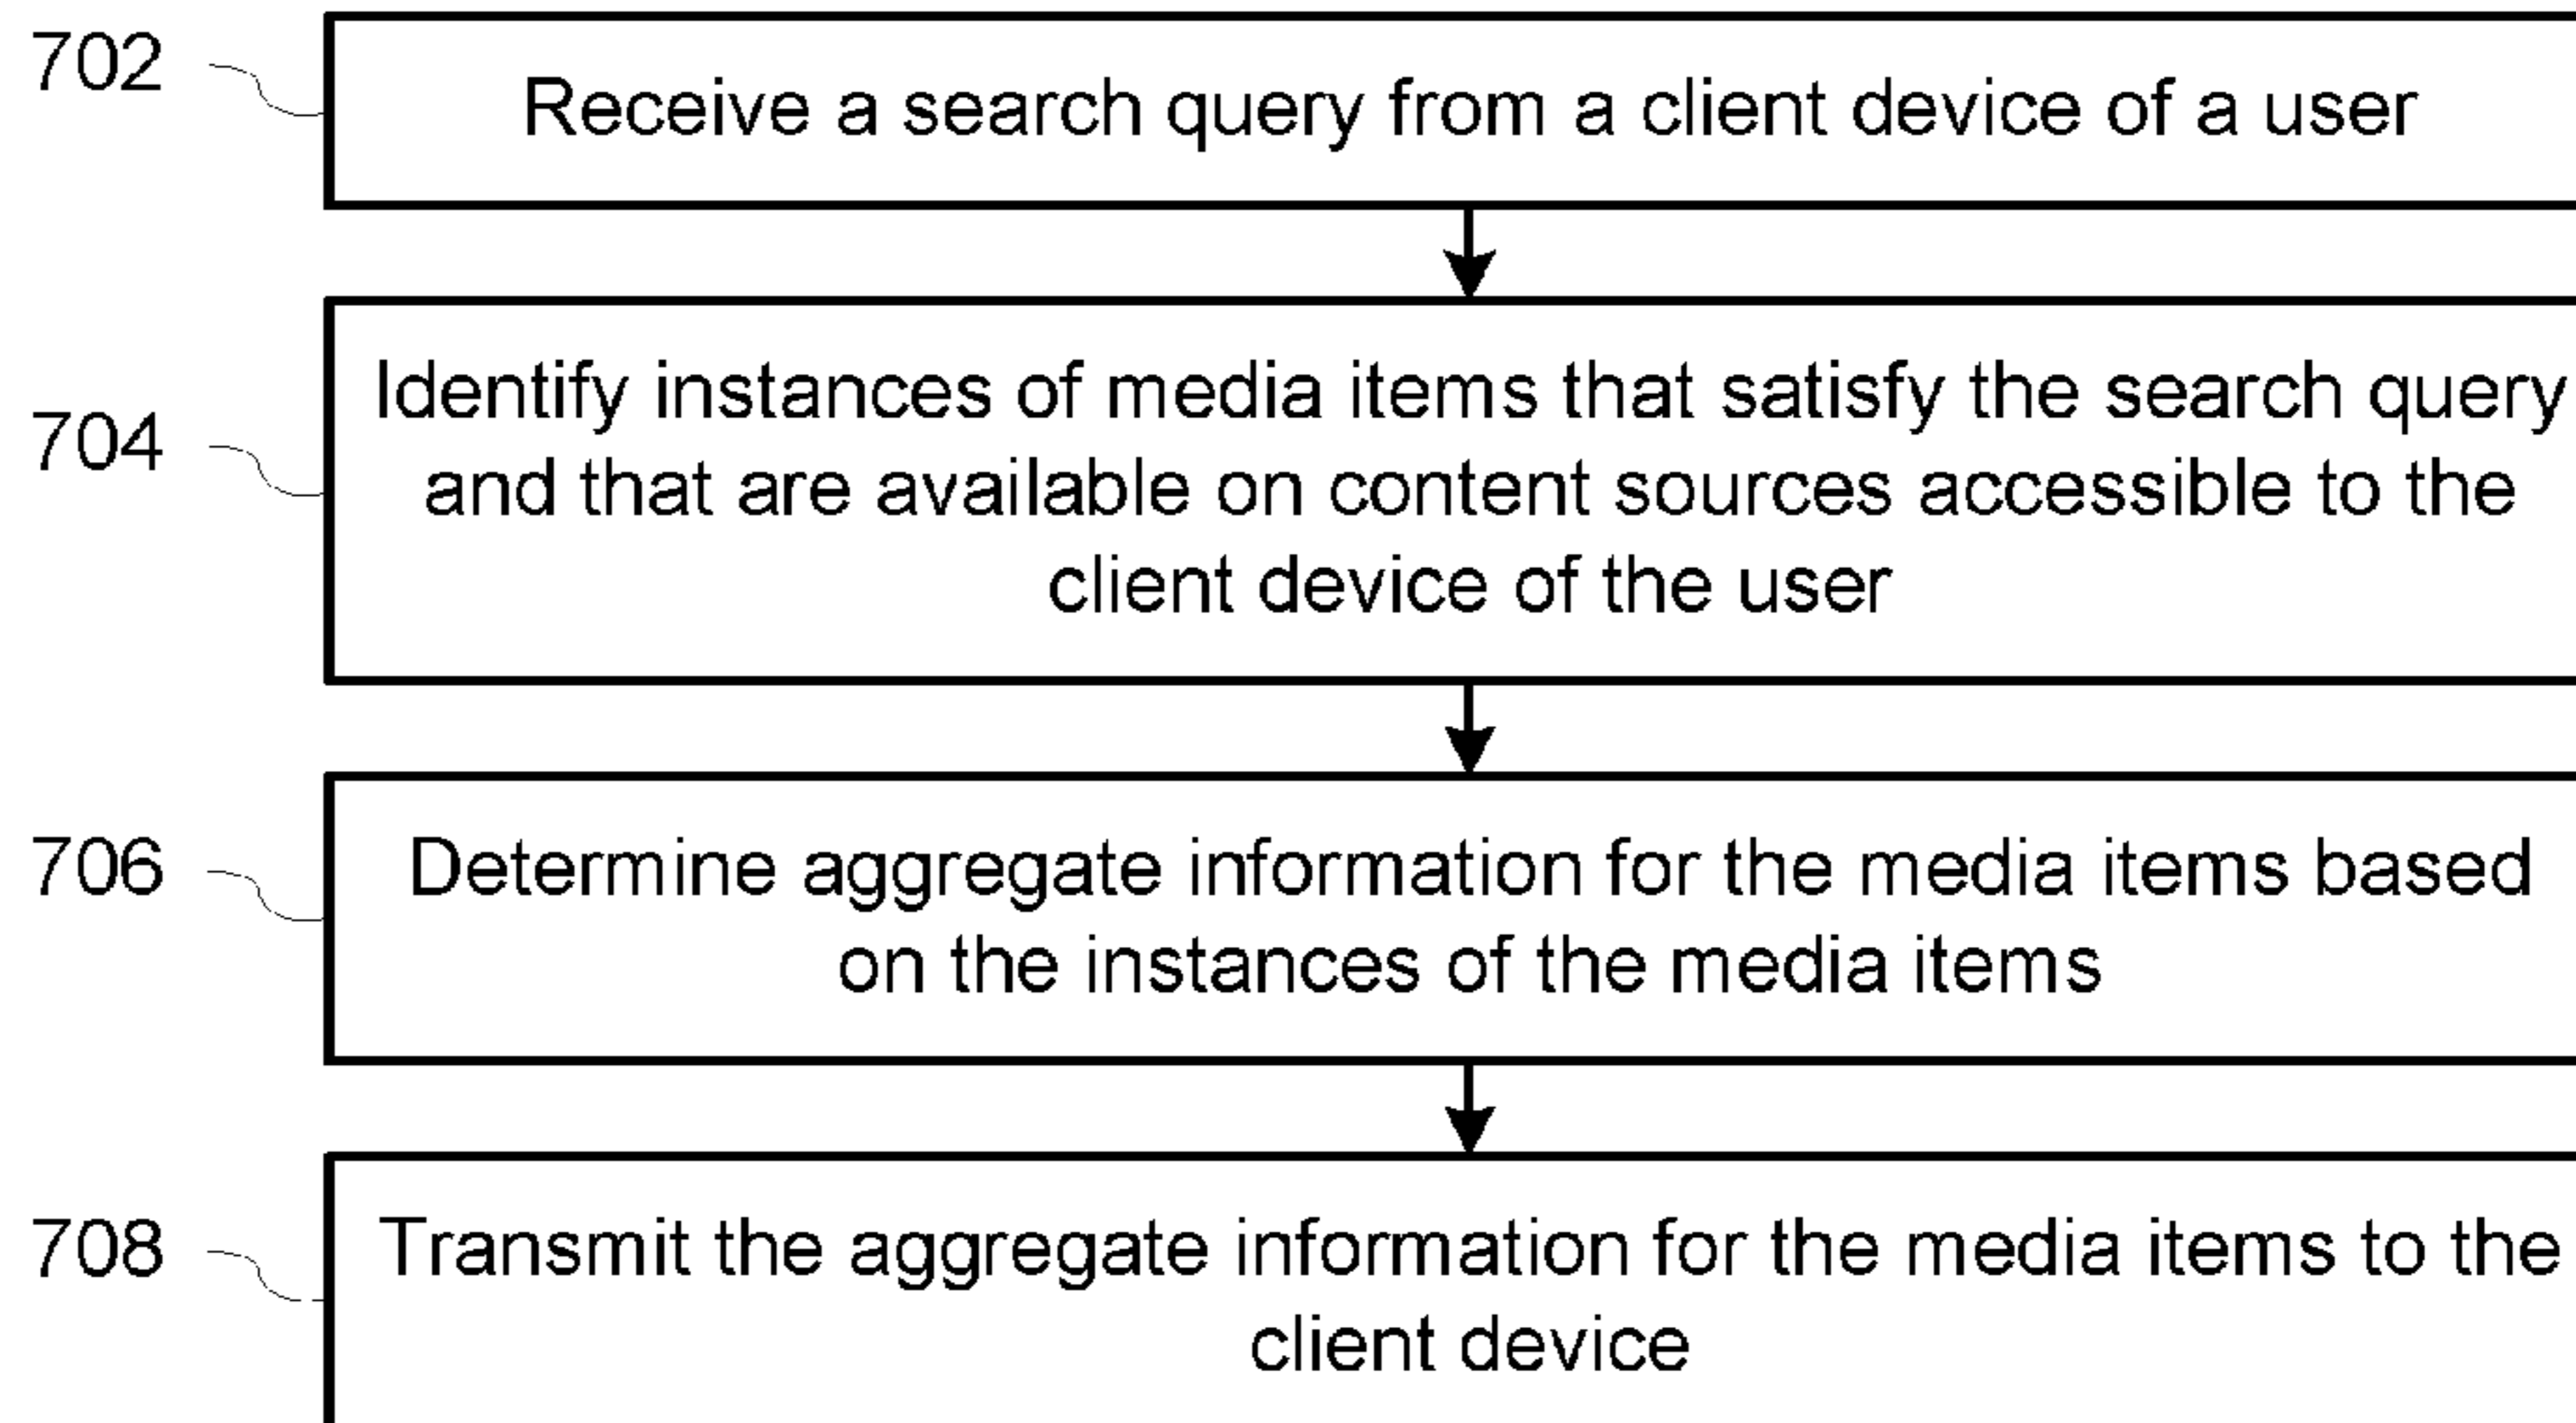 702
Receive a search query from a client device of a user
704
Identify instances of media items that satisfy the search query
and that are available on content sources accessible to the
client device of the user
706
Determine aggregate information for the media items based
on the instances of the media items
708
Transmit the aggregate information for the media items to the
client device